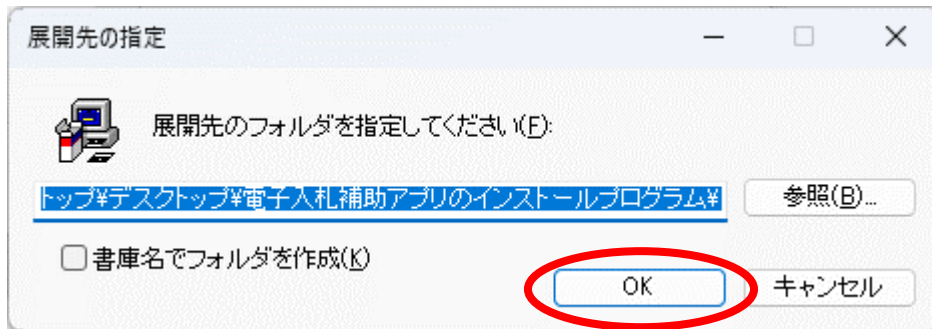 展開先の指定
展開先のフォルダを指定してください(F):
トップ¥デスクトップ¥電子入札補助アプリのインストールプログラム¥
参照(B)...
書庫名でフォルダを作成(K)
OK
キャンセル